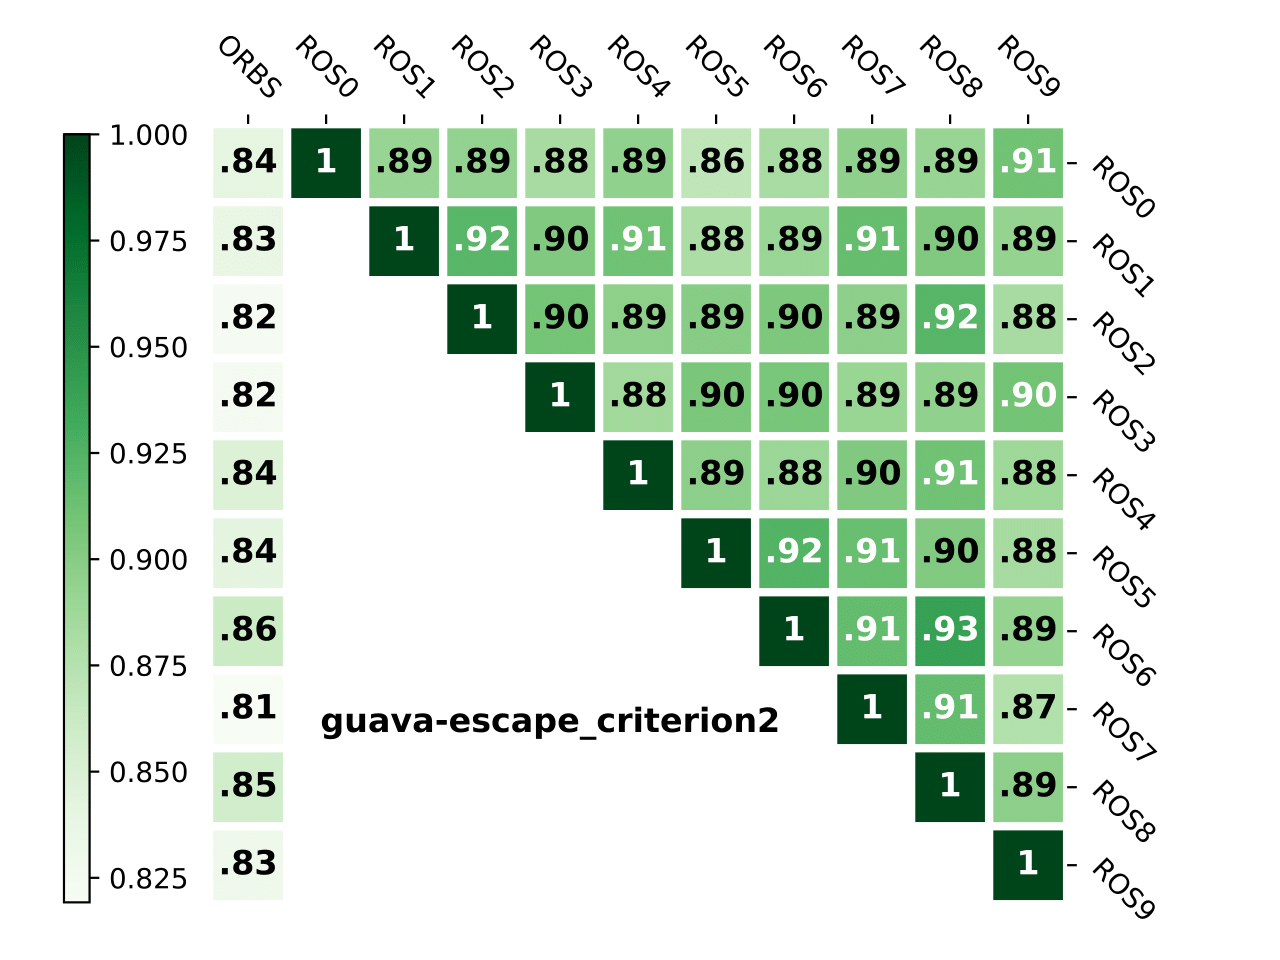 ORBS ROS0 ROS1 ROS2 ROS3 ROS4 ROS5 ROS6 ROS7 ROS8 ROS9
1.000
0.975
0.950
0.925
0.900
0.875
0.850
0.825
.84 1 .89 .89 .88 .89 .86 .88 .89 .89 .91 ROS0
.83 1 .92 .90 .91 .88 .89 .91 .90 .89 ROS1
.82 1 .90 .89 .89 .90 .89 .92 .88 ROS2
.82 1 .88 .90 .90 .89 .89 .90 ROS3
.84 1 .89 .88 .90 .91 .88 ROS4
.84 1 .92 .91 .90 .88 ROS5
.86 1 .91 .93 .89 ROS6
.81 1 .91 .87 ROS7
guava-escape_criterion2
.85 1 .89 ROS8
.83 1 ROS9